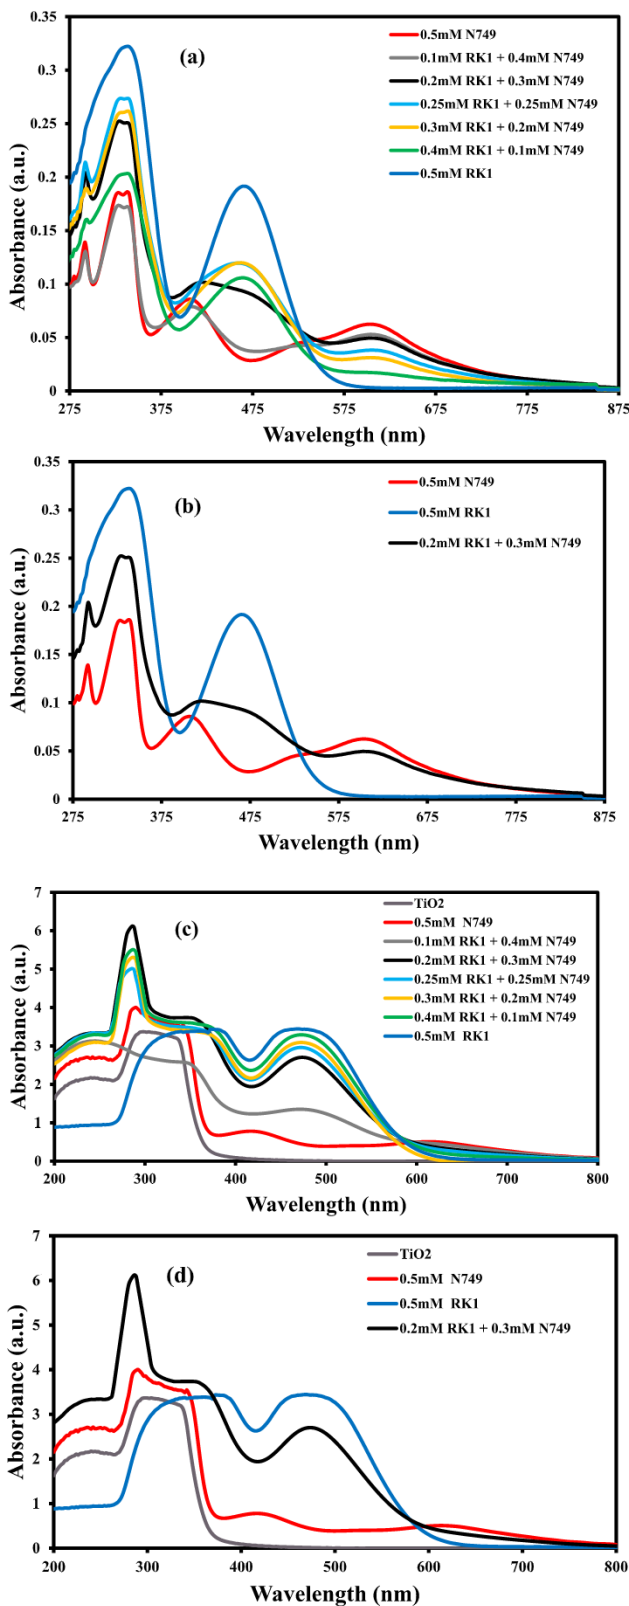 0.35
0.3
0.25
0.2
0.15
0.1
0.05
0
Absorbance (a.u.)
(a)
0.5mM N749
0.1mM RK1 + 0.4mM N749
0.2mM RK1 + 0.3mM N749
0.25mM RK1 + 0.25mM N749
0.3mM RK1 + 0.2mM N749
0.4mM RK1 + 0.1mM N749
0.5mM RK1
275 375 475 575 675 775 875
Wavelength (nm)
0.35
0.3
0.25
0.2
0.15
0.1
0.05
0
Absorbance (a.u.)
(b)
0.5mM N749
0.5mM RK1
0.2mM RK1 + 0.3mM N749
275 375 475 575 675 775 875
Wavelength (nm)
7
6
5
4
3
2
1
0
Absorbance (a.u.)
(c)
TiO2
0.5mM N749
0.1mM RK1 + 0.4mM N749
0.2mM RK1 + 0.3mM N749
0.25mM RK1 + 0.25mM N749
0.3mM RK1 + 0.2mM N749
0.4mM RK1 + 0.1mM N749
0.5mM RK1
200 300 400 500 600 700 800
Wavelength (nm)
7
6
5
4
3
2
1
0
Absorbance (a.u.)
(d)
TiO2
0.5mM N749
0.5mM RK1
0.2mM RK1 + 0.3mM N749
200 300 400 500 600 700 800
Wavelength (nm)